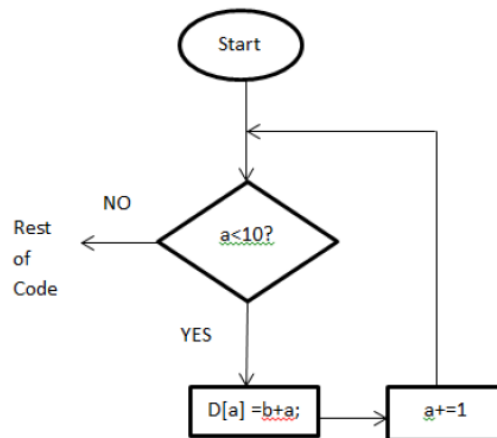 Start
a<10?
NO
Rest
of
Code
YES
D[a] =b+a;
a+=1